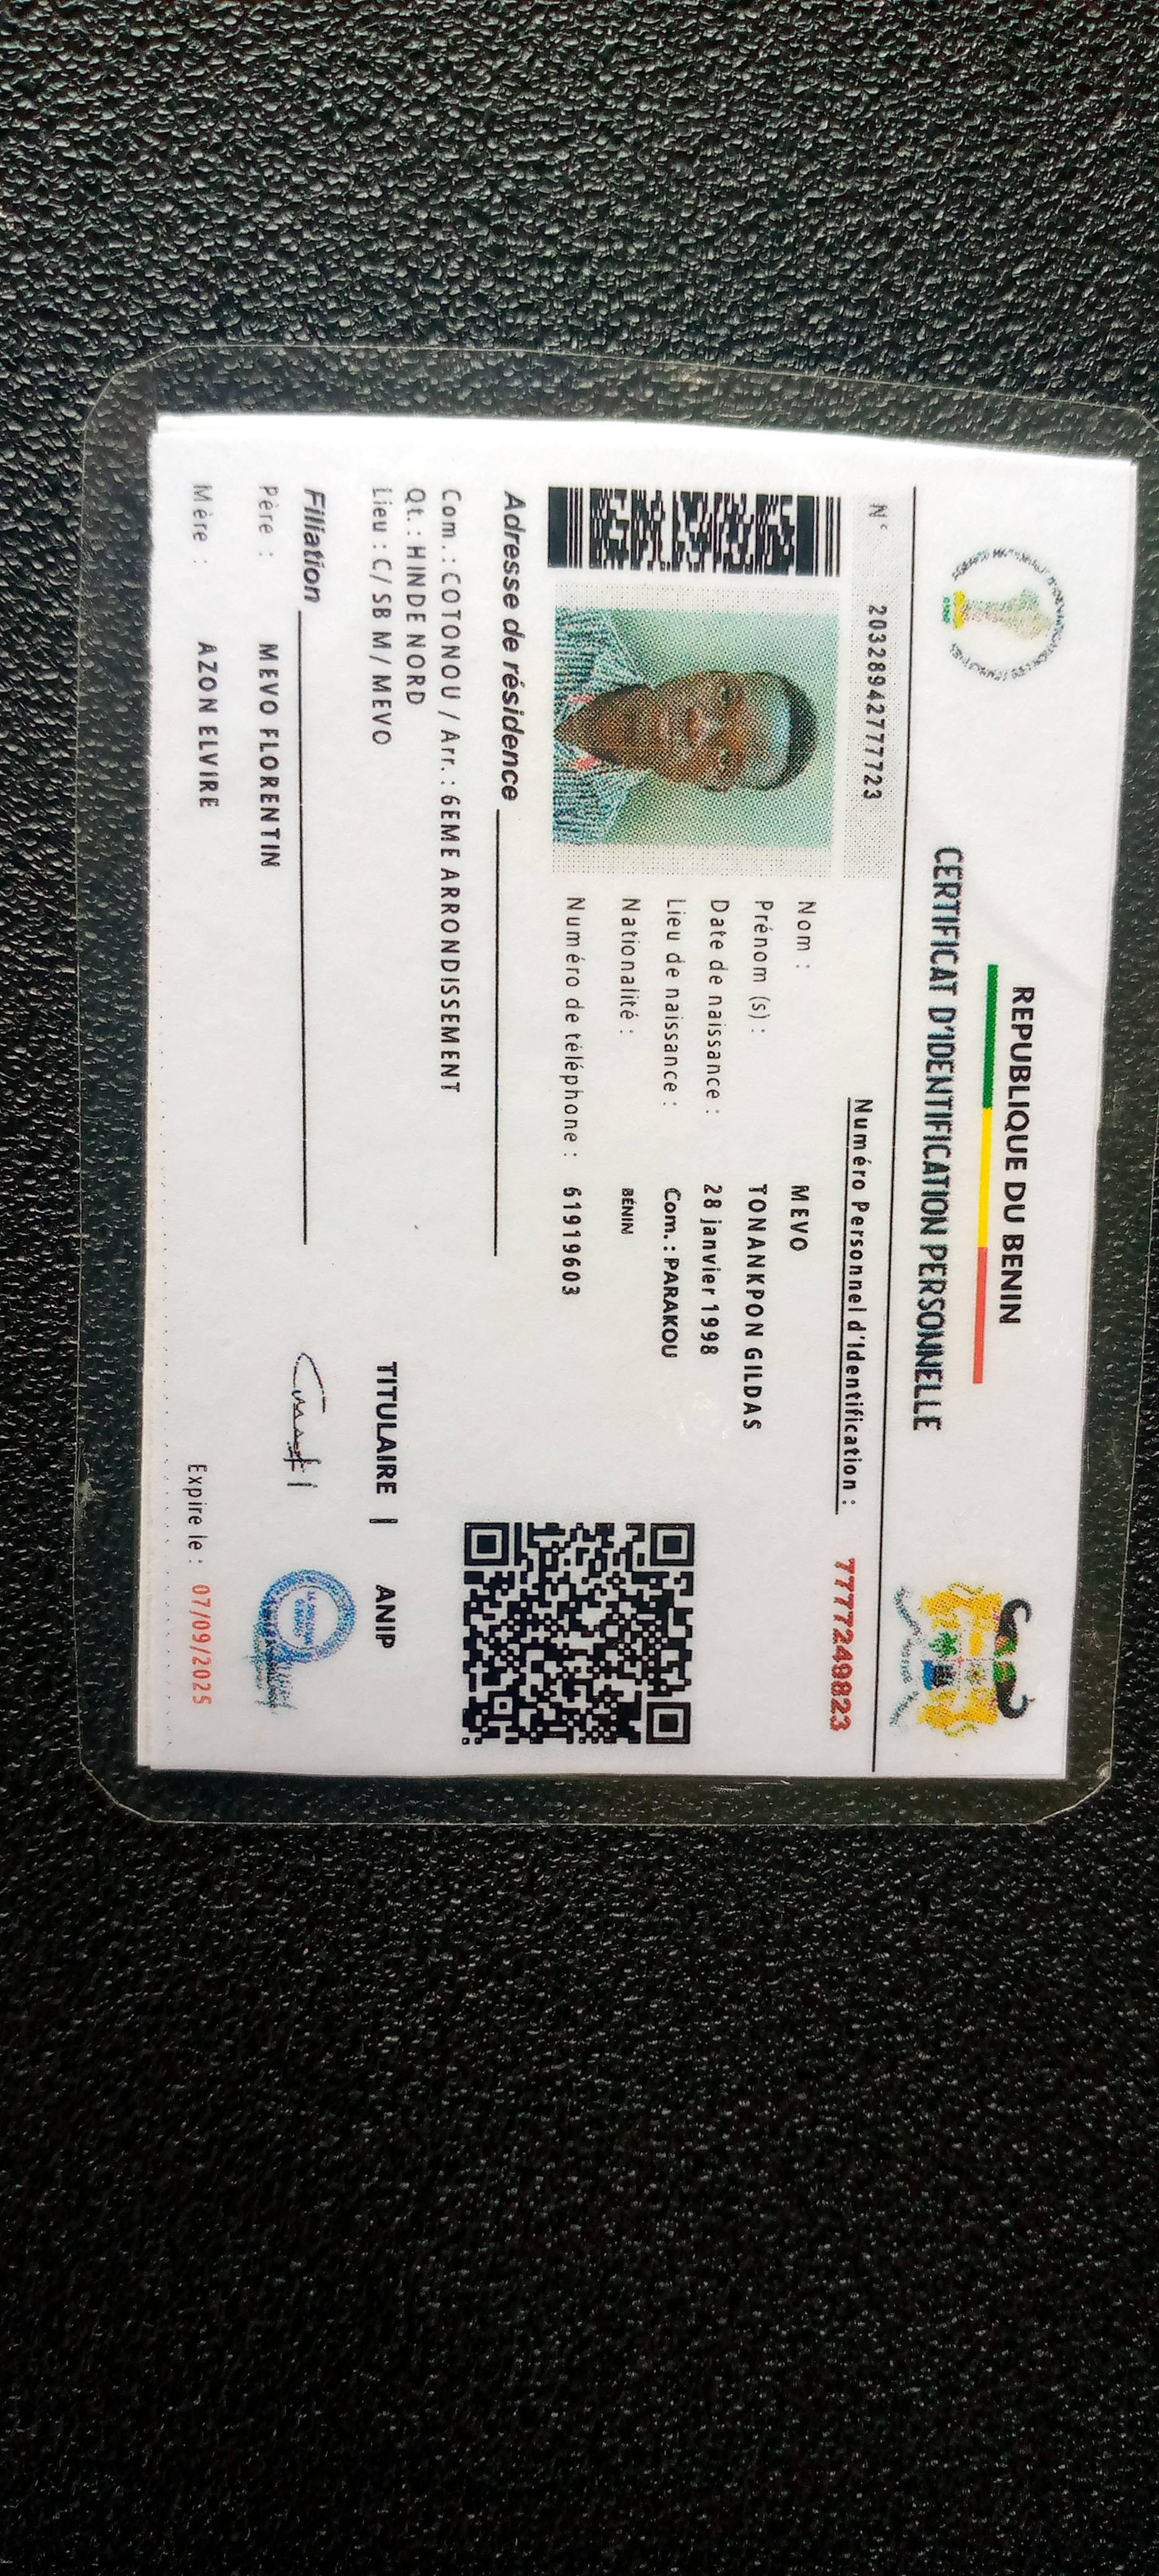 REPUBLIQUE DU BENIN
CERTIFICAT D'IDENTIFICATION PERSONNELLE
N° 2032894277723
Numéro Personnel d'Identification : 7777249823
Nom : MEVO
Prénom (s) : TONANKPON GILDAS
Date de naissance : 28 janvier 1998
Lieu de naissance : Com. : PARAKOU
Nationalité : BÉNIN
Numéro de téléphone : 61919603
Adresse de résidence
Com. : COTONOU / Arr. : 6EME ARRONDISSEMENT
Qt. : HINDE NORD
Lieu : C/ SB M / MEVO
TITULAIRE | ANIP
Filiation
Père : MEVO FLORENTIN
Mère : AZON ELVIRE
Expire le : 07/09/2025